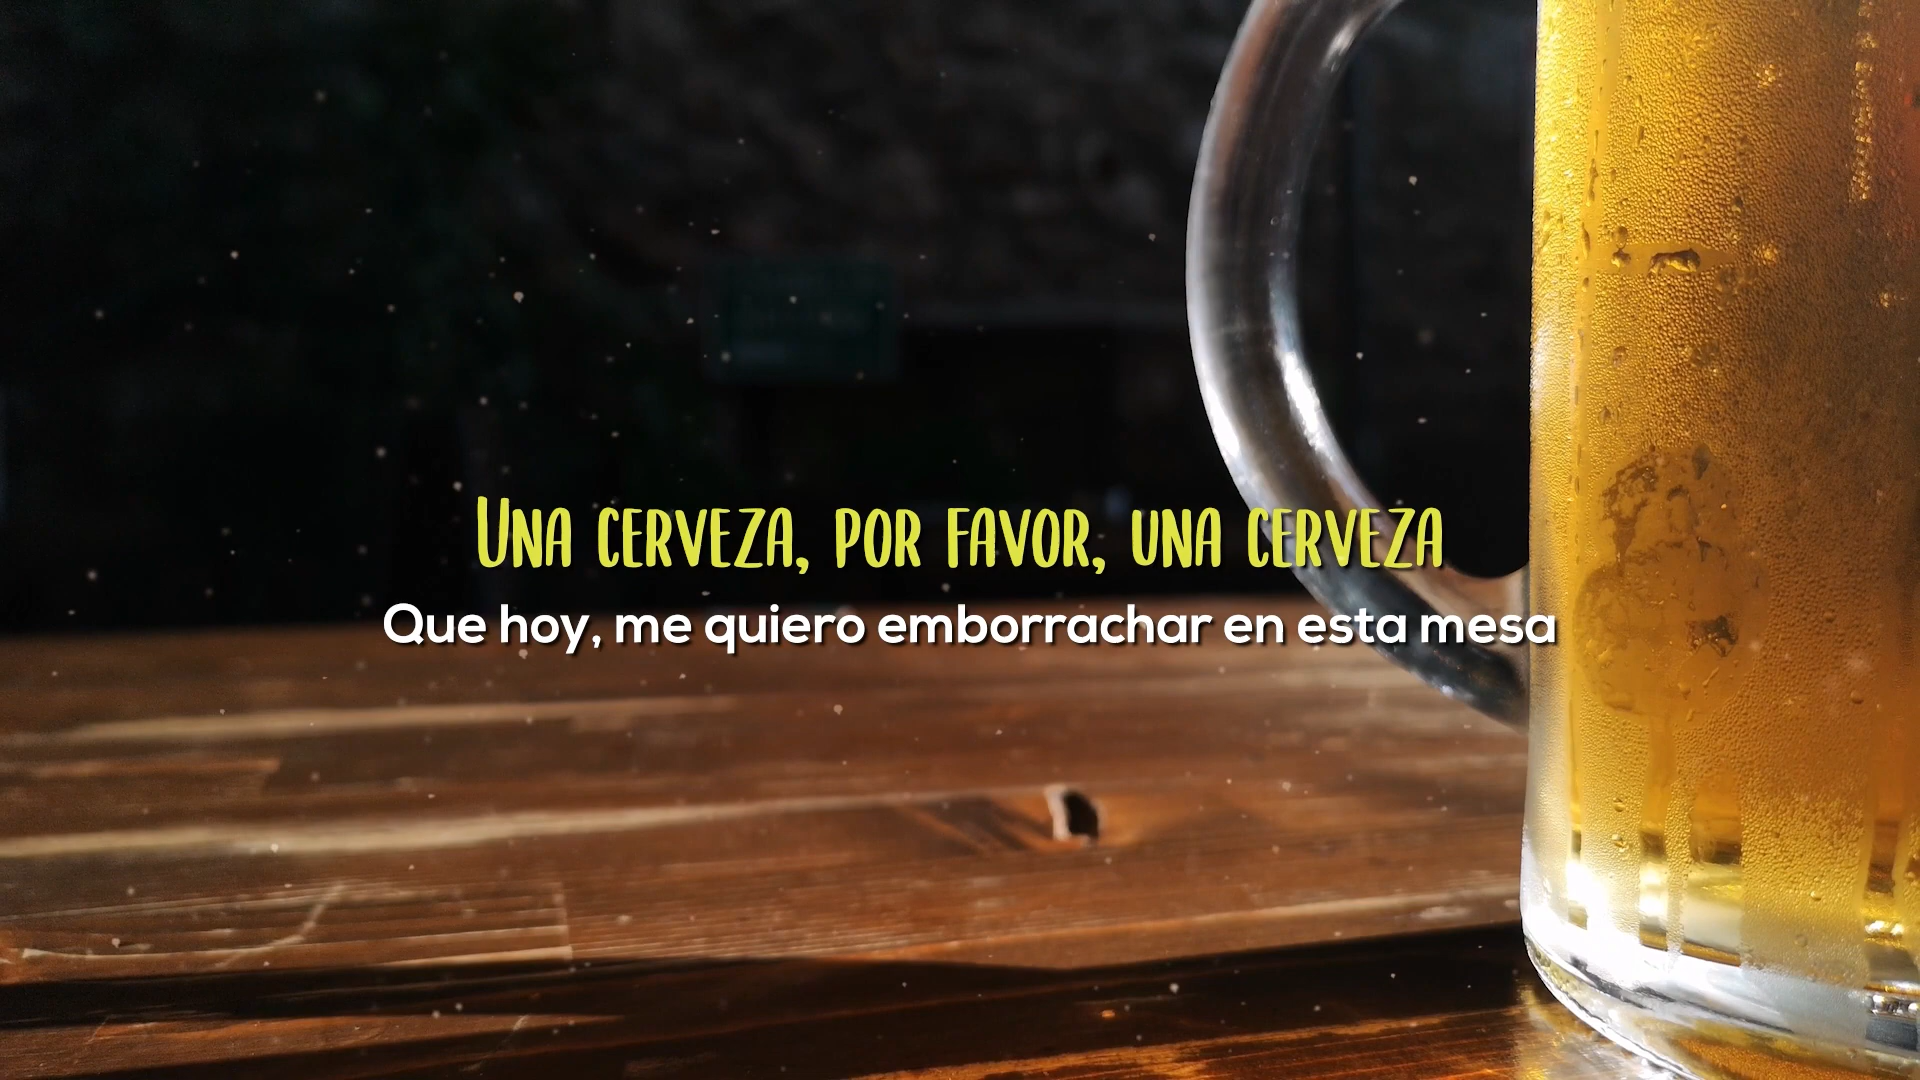 Una cerveza, por favor, una cerveza
Que hoy, me quiero emborrachar en esta mesa